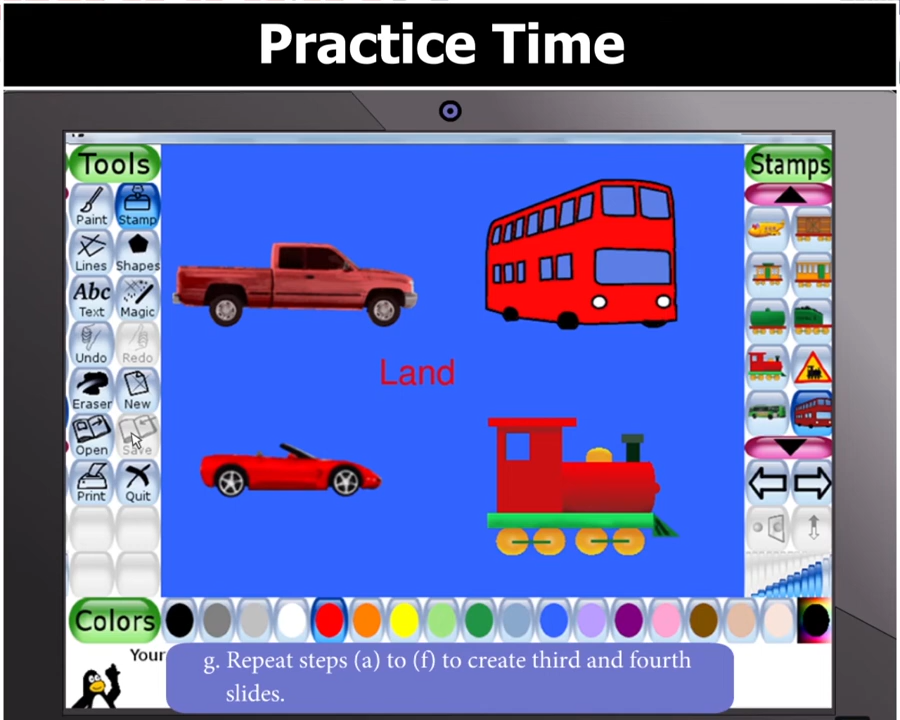 Practice Time
Tools
Stamps
Paint
Stamp
Lines
Shapes
Abc
Text
Magic
Undo
Redo
Land
Eraser
New
Open
Save
Print
Quit
Colors
Your
g. Repeat steps (a) to (f) to create third and fourth
slides.